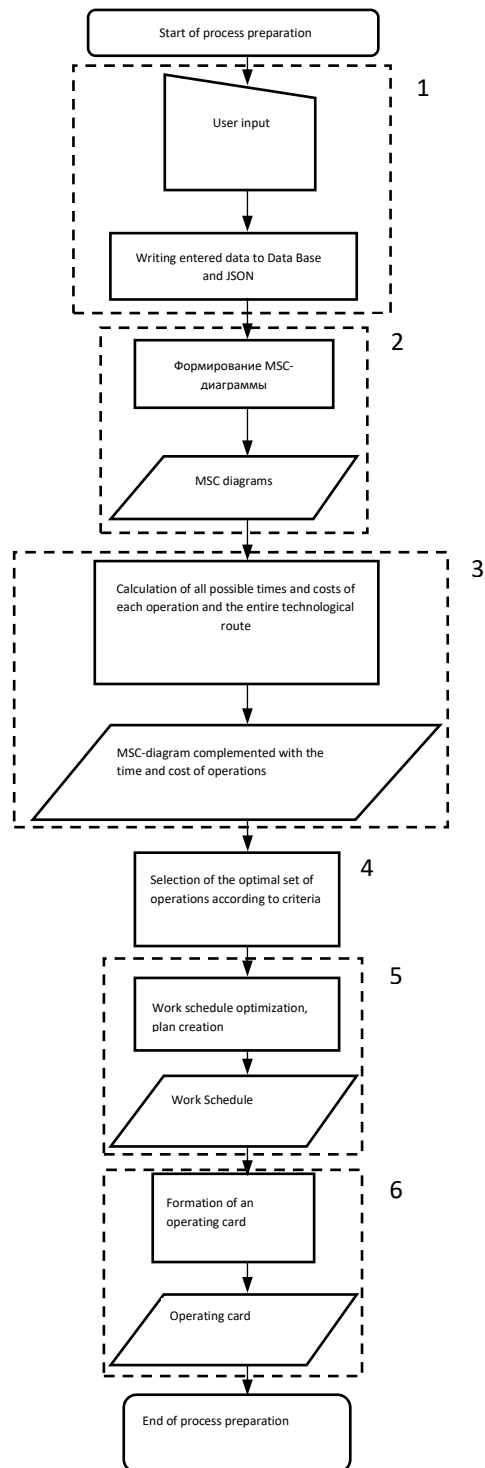 Start of process preparation
1
User input
Writing entered data to Data Base
and JSON
2
Формирование MSC-
диаграммы
MSC diagrams
3
Calculation of all possible times and costs of
each operation and the entire technological
route
MSC-diagram complemented with the
time and cost of operations
4
Selection of the optimal set of
operations according to criteria
5
Work schedule optimization,
plan creation
Work Schedule
6
Formation of an
operating card
Operating card
End of process preparation